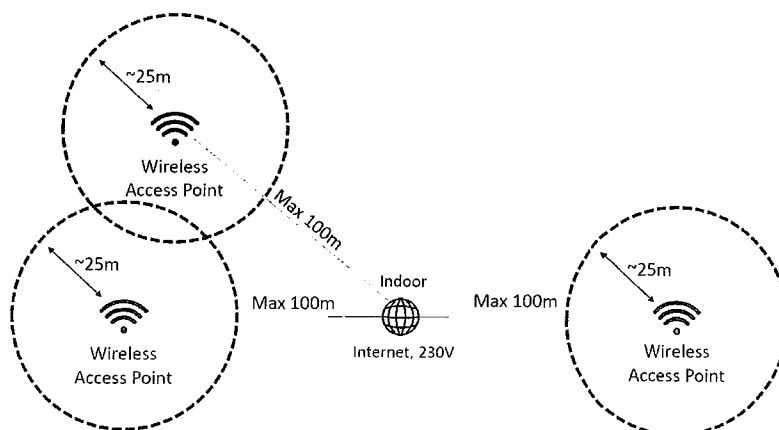 ~25m
Wireless
Access Point
Max 100m
~25m
Wireless
Access Point
Max 100m
Indoor
Internet, 230V
Max 100m
~25m
Wireless
Access Point